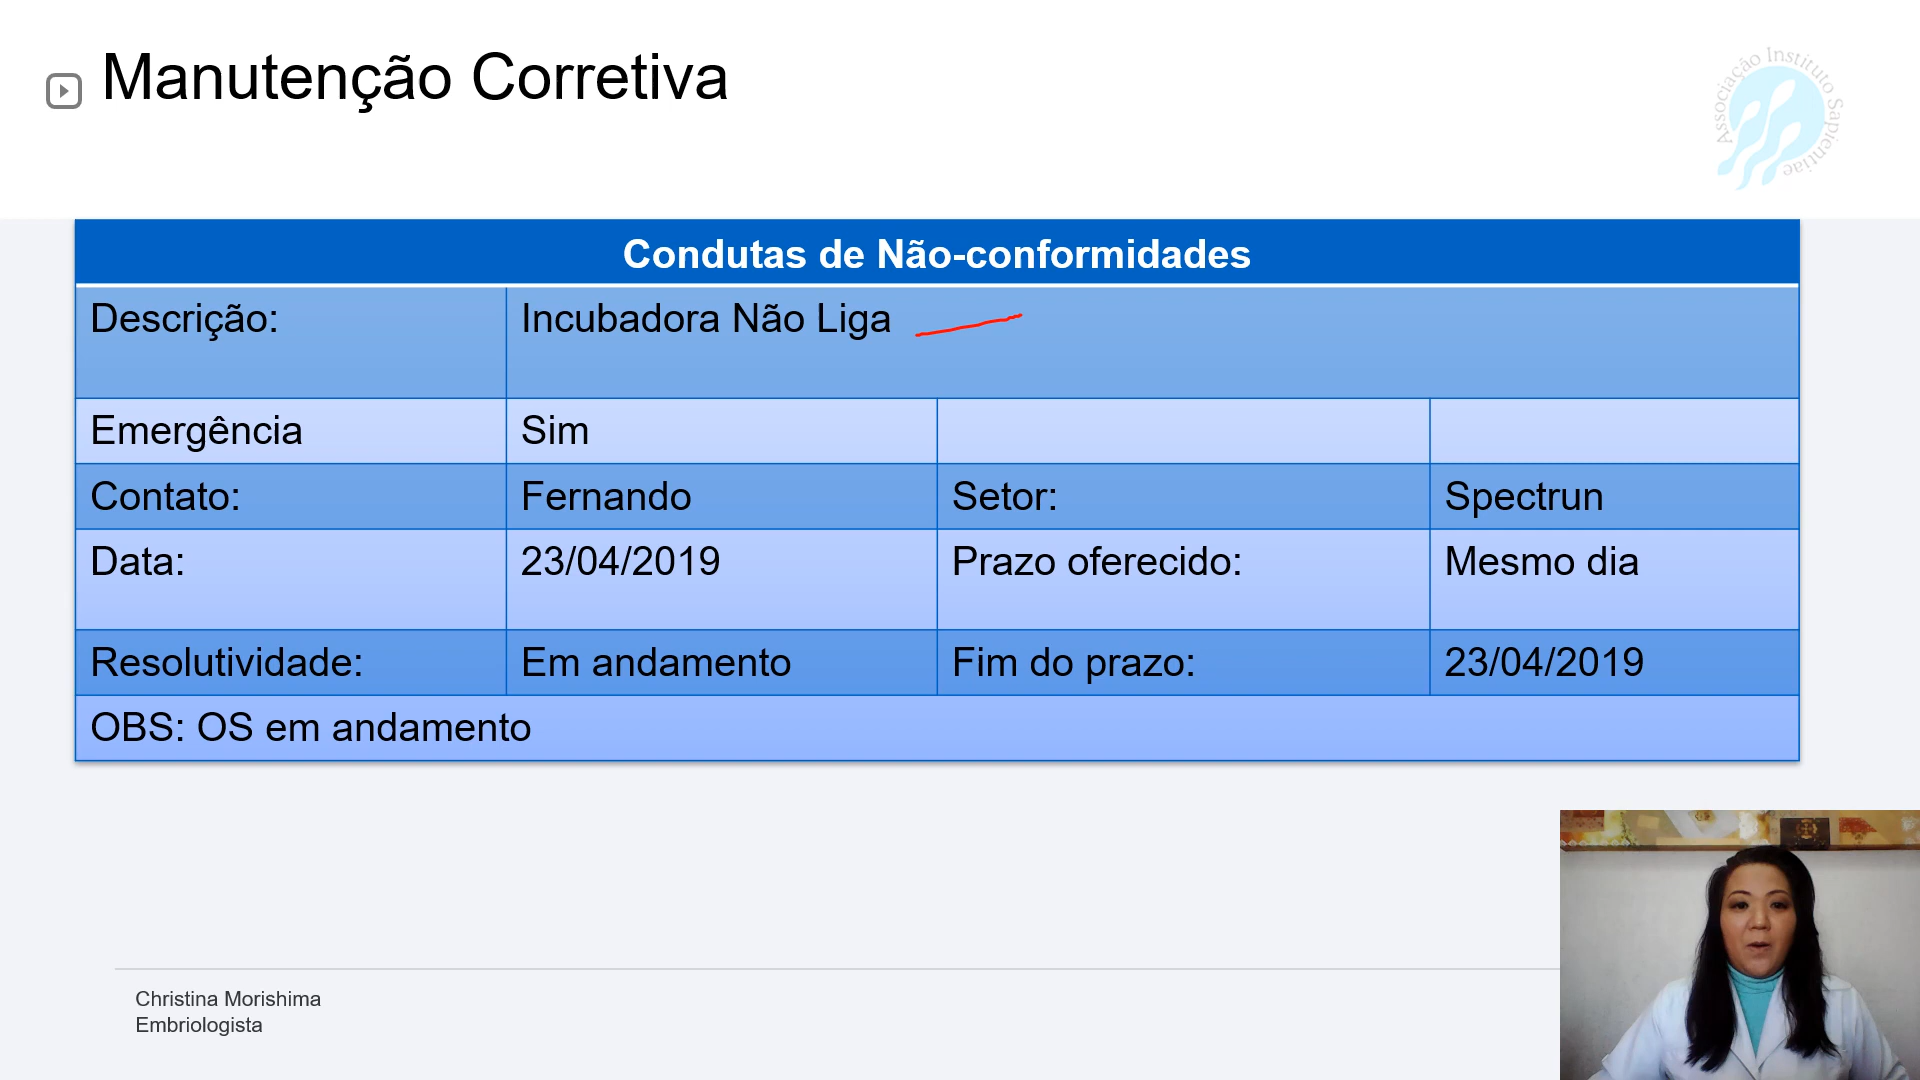 Manutenção Corretiva
Associação Instituto Sapientiae
Condutas de Não-conformidades
Descrição: Incubadora Não Liga
Emergência Sim
Contato: Fernando Setor: Spectrun
Data: 23/04/2019 Prazo oferecido: Mesmo dia
Resolutividade: Em andamento Fim do prazo: 23/04/2019
OBS: OS em andamento
Christina Morishima
Embriologista